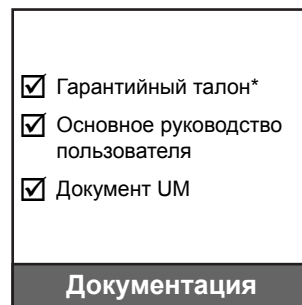 Гарантийный талон*
Основное руководство
пользователя
Документ UM
Документация